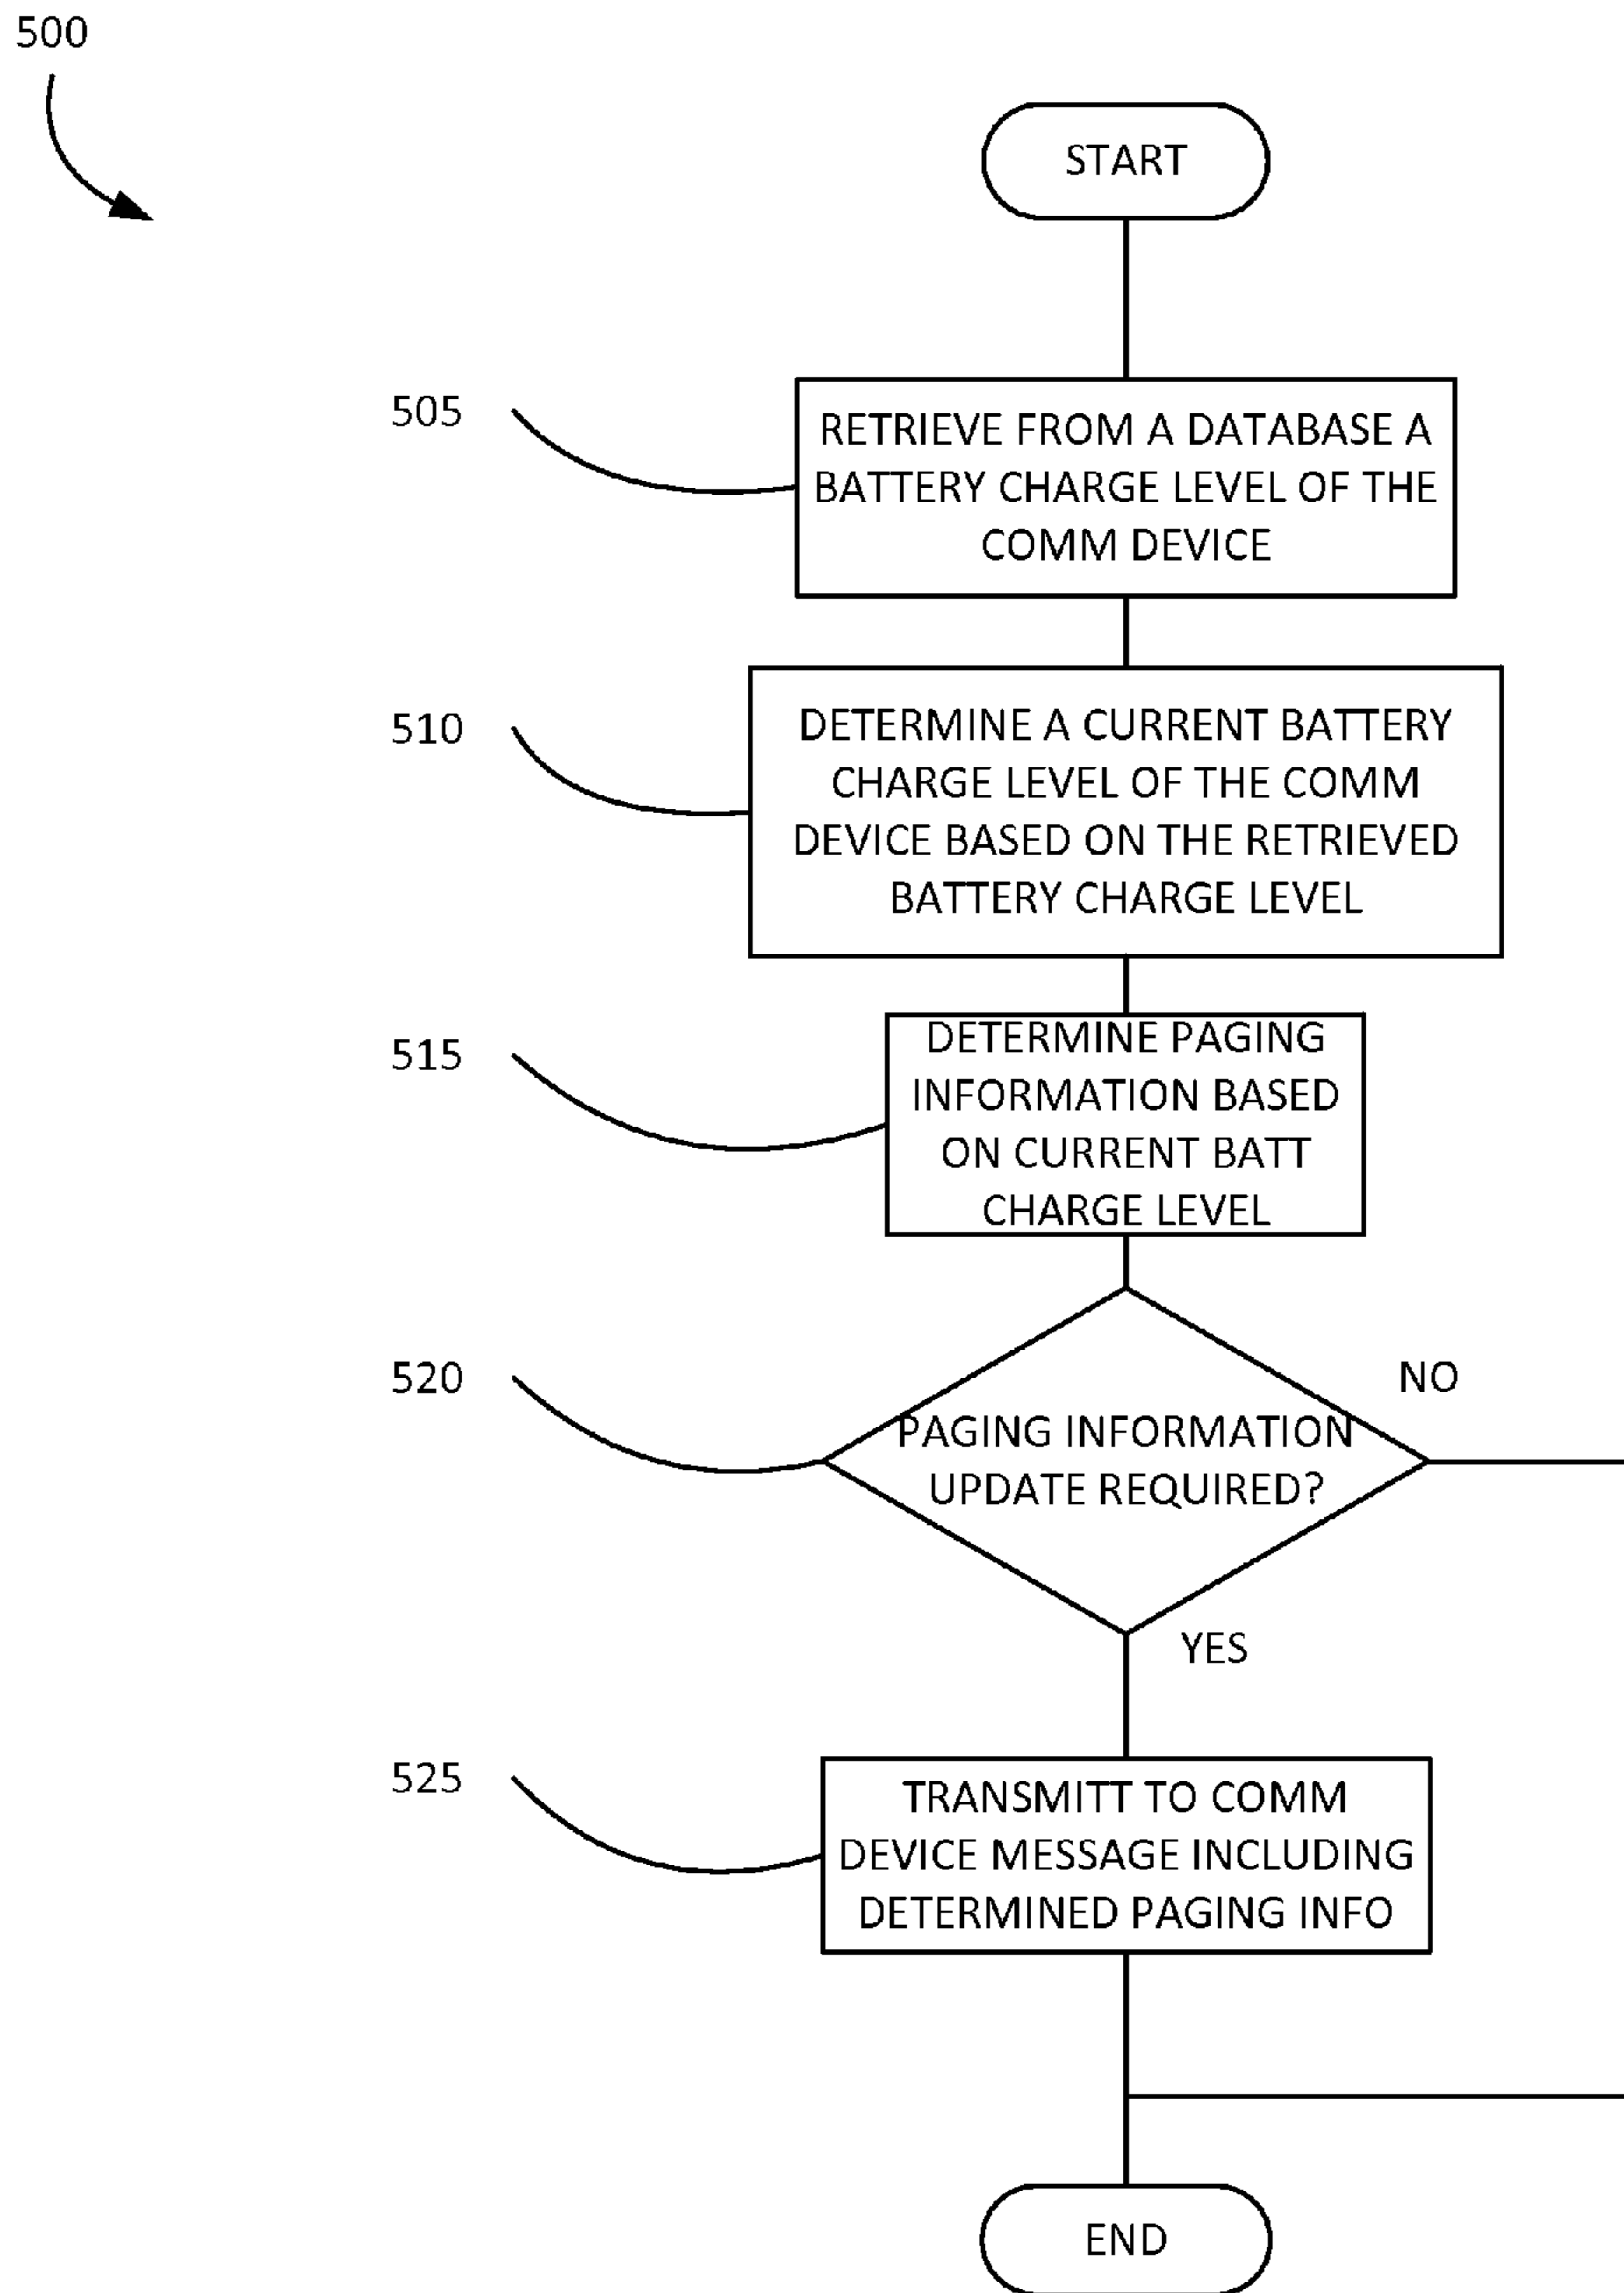 500
START
505
RETRIEVE FROM A DATABASE A
BATTERY CHARGE LEVEL OF THE
COMM DEVICE
510
DETERMINE A CURRENT BATTERY
CHARGE LEVEL OF THE COMM
DEVICE BASED ON THE RETRIEVED
BATTERY CHARGE LEVEL
515
DETERMINE PAGING
INFORMATION BASED
ON CURRENT BATT
CHARGE LEVEL
520
NO
PAGING INFORMATION
UPDATE REQUIRED?
YES
525
TRANSMITT TO COMM
DEVICE MESSAGE INCLUDING
DETERMINED PAGING INFO
END